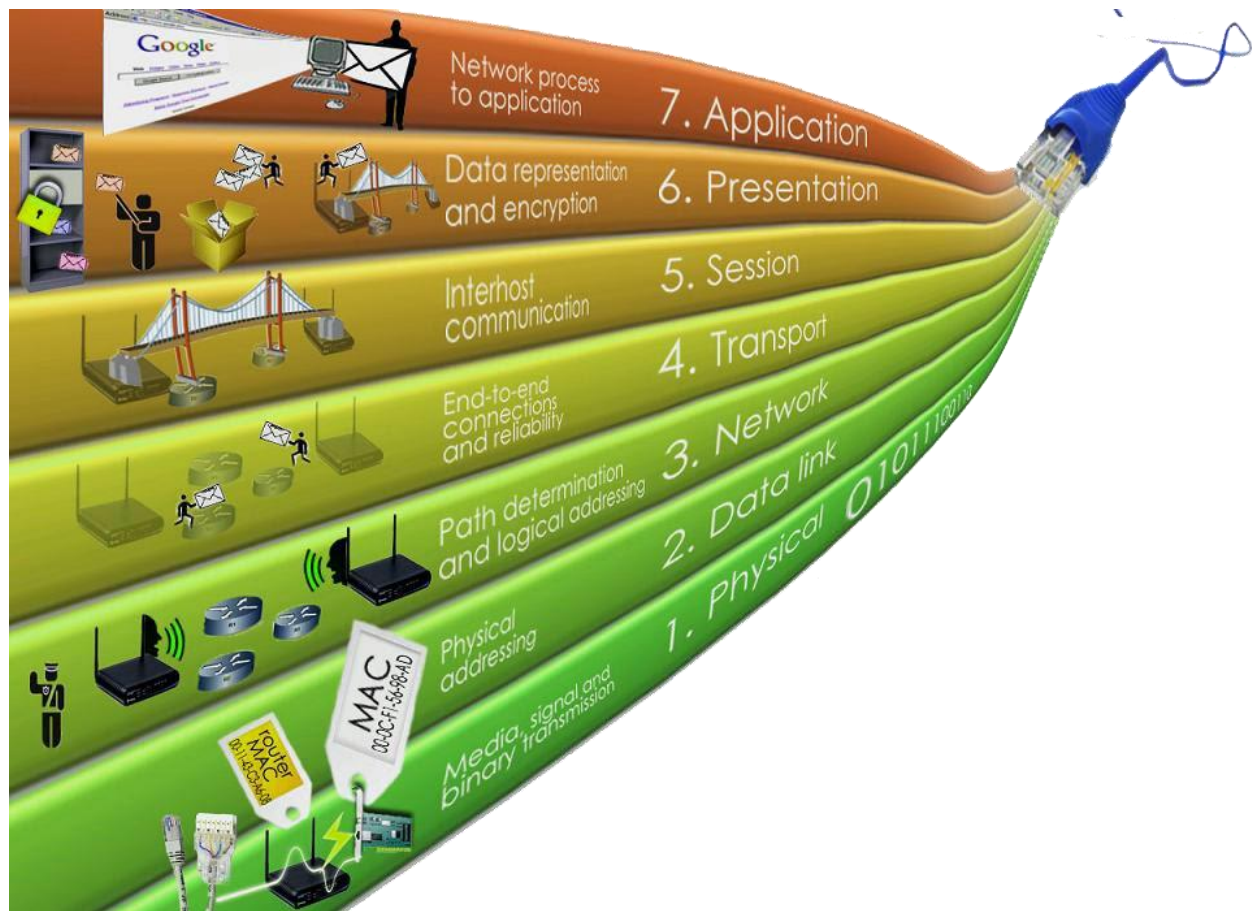 Google
Network process
to application
7. Application
Data representation
and encryption
6. Presentation
Interhost
communication
5. Session
End-to-end
connections
and reliability
4. Transport
Path determination
and logical addressing
3. Network
Physical
addressing
2. Data link
Media, signal and
binary transmission
1. Physical
010111100110
MAC
00-0C-F1-56-98-AD
router
MAC